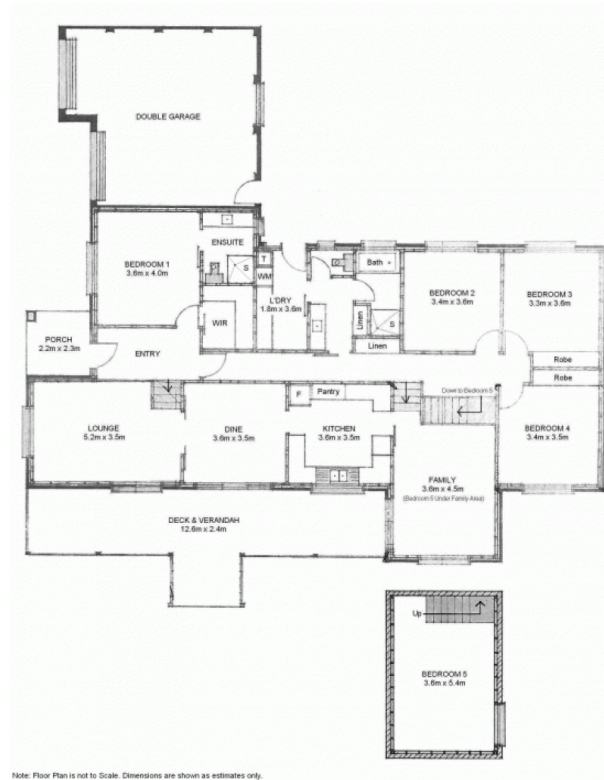 DOUBLE GARAGE
BEDROOM 1
3.6m x 4.0m
ENSUITE
S
T
WM
L'DRY
1.8m x 3.6m
WIR
Bath
Linen
S
Linen
BEDROOM 2
3.4m x 3.6m
BEDROOM 3
3.3m x 3.6m
Robe
Robe
PORCH
2.2m x 2.3m
ENTRY
LOUNGE
5.2m x 3.5m
DINE
3.6m x 3.5m
F
Pantry
KITCHEN
3.6m x 3.5m
Down to Bedroom 5
BEDROOM 4
3.4m x 3.5m
FAMILY
3.6m x 4.5m
(Bedroom 5 Under Family Area)
DECK & VERANDAH
12.6m x 2.4m
Up
BEDROOM 5
3.6m x 5.4m
Note: Floor Plan is not to Scale. Dimensions are shown as estimates only.